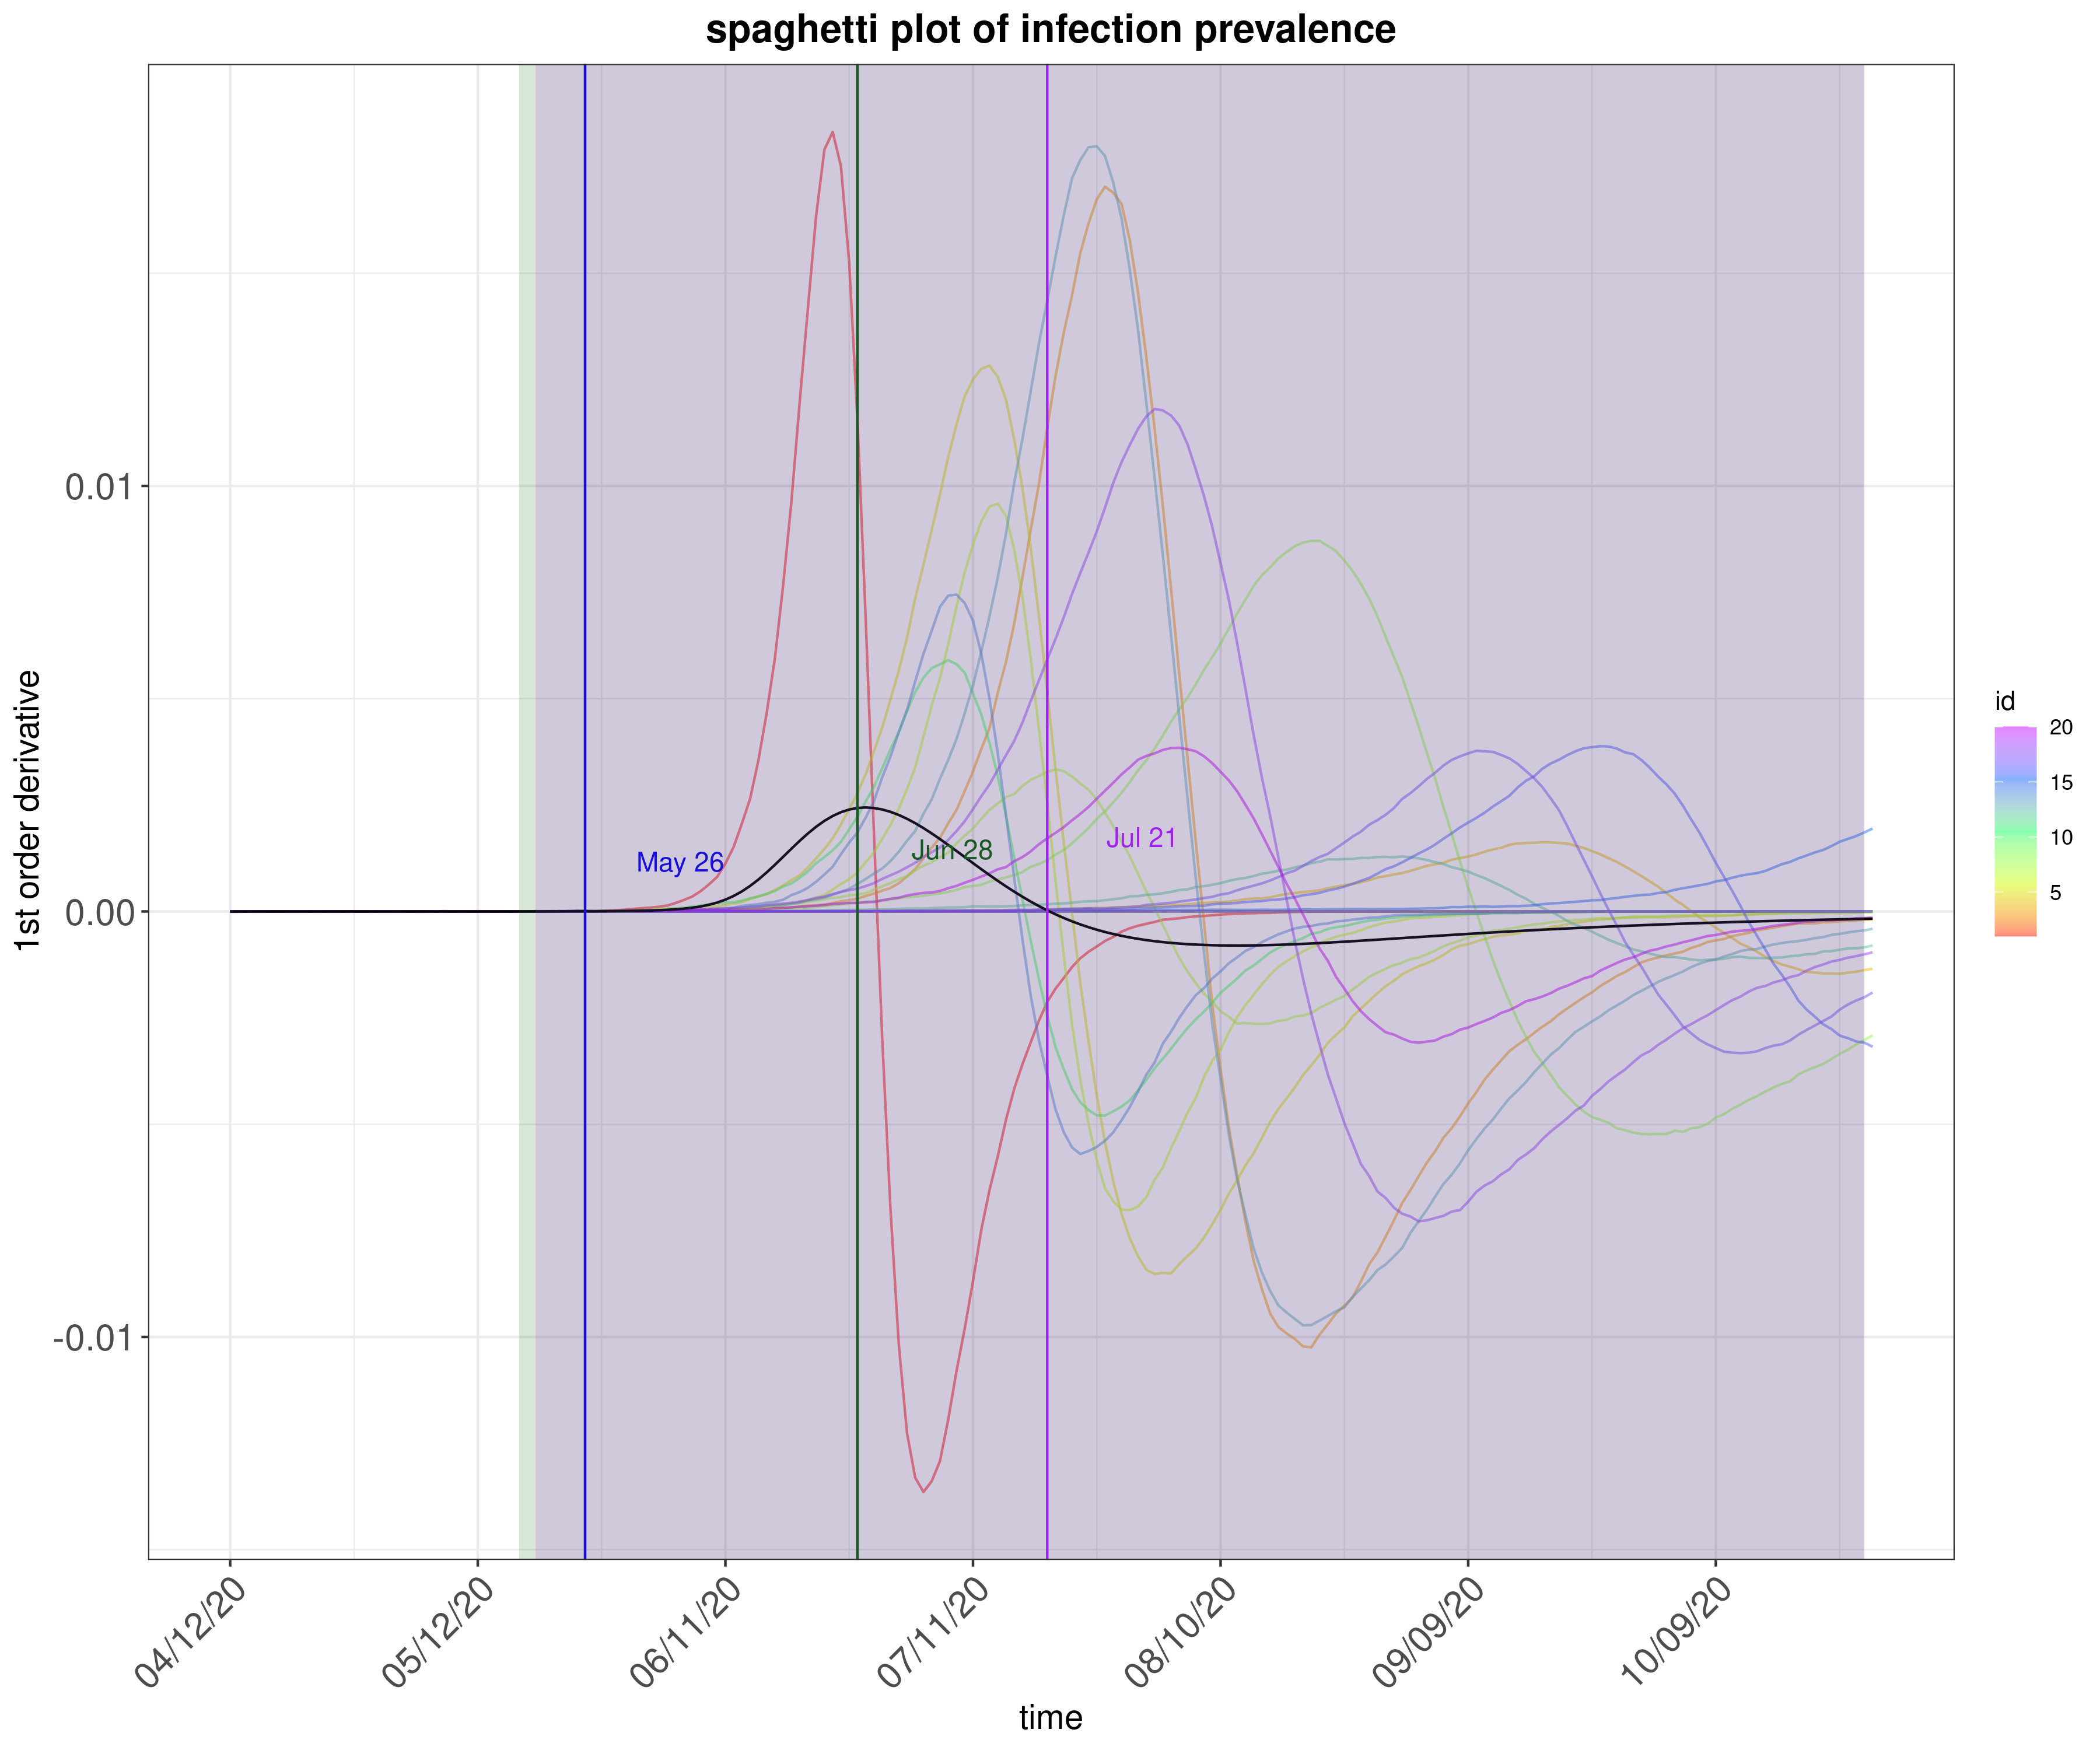 spaghetti plot of infection prevalence
1st order derivative
0.01
0.00
-0.01
May 26
Jun 28
Jul 21
id
20
15
10
5
04/12/20
05/12/20
06/11/20
07/11/20
08/10/20
09/09/20
10/09/20
time